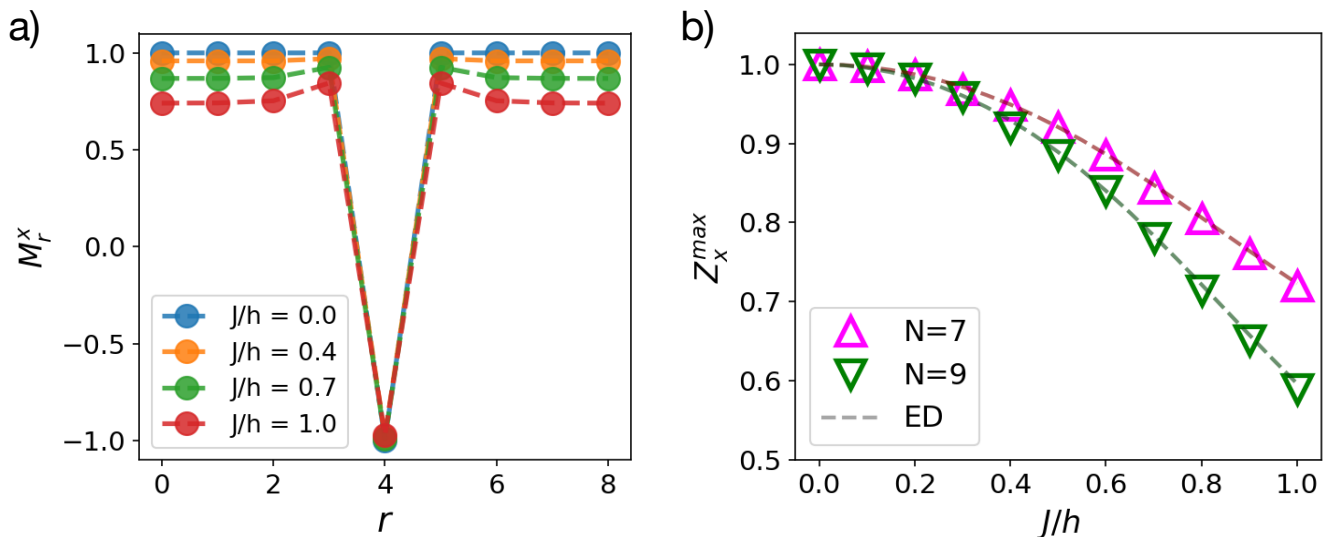 a)
M_r^x
1.0
0.5
0.0
−0.5
−1.0
J/h = 0.0
J/h = 0.4
J/h = 0.7
J/h = 1.0
0 2 4 6 8
r
b)
Z_x^{max}
1.0
0.9
0.8
0.7
0.6
0.5
N=7
N=9
ED
0.0 0.2 0.4 0.6 0.8 1.0
J/h